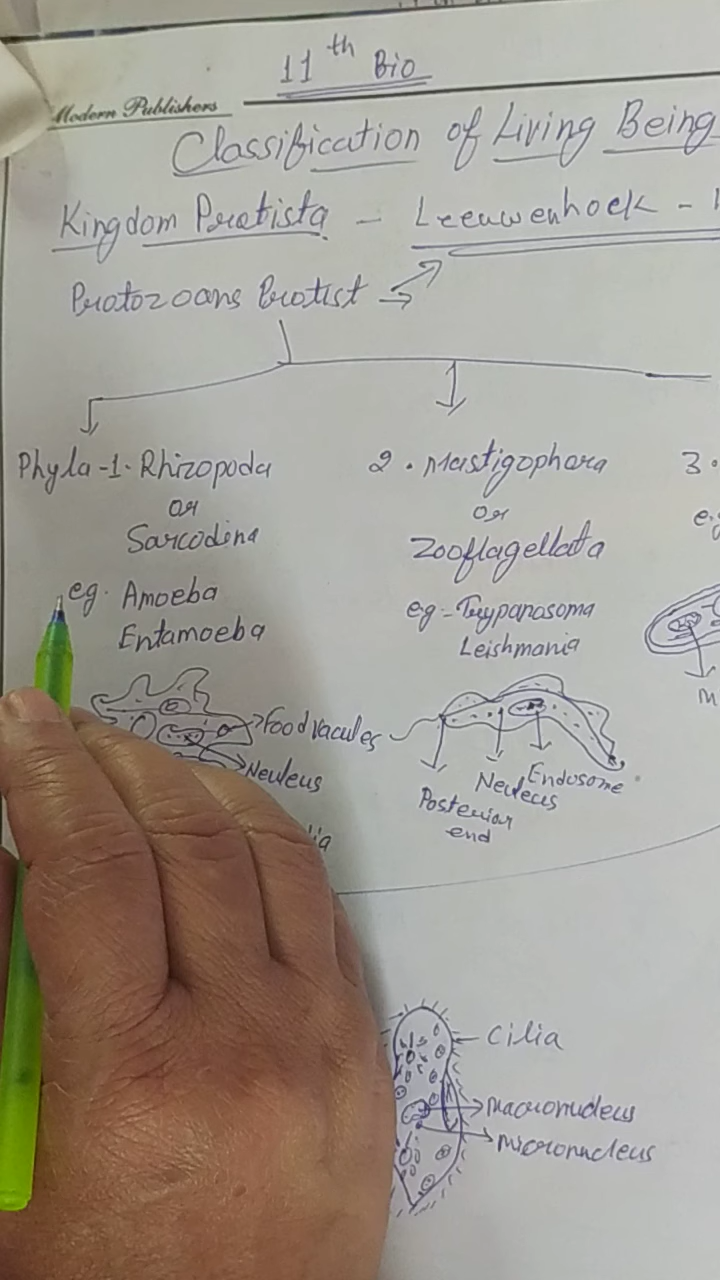 11th Bio
Modern Publishers
Classification of Living Being
Kingdom Protista - Leeuwenhoek -
Protozoans Protist →
Phyla-1. Rhizopoda
or
Sarcodina
eg. Amoeba
Entamoeba
Food vacules
Neuleus
2. Mastigophora
or
Zooflagellata
eg - Trypanosoma
Leishmania
Posterior
end
Neuleus
Endosome
3.
eg
M
Cilia
Macronucleus
Micronucleus